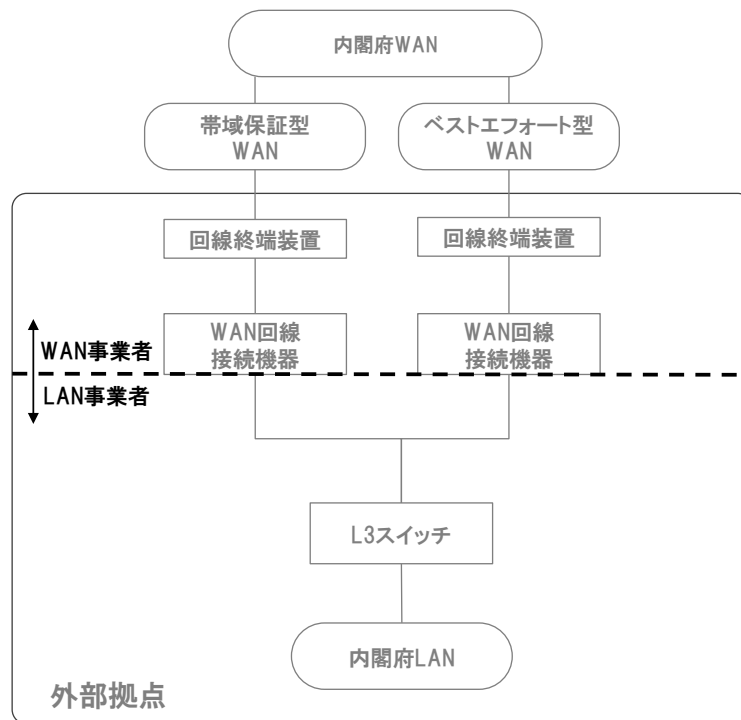 内閣府WAN
帯域保証型
WAN
ベストエフォート型
WAN
回線終端装置
回線終端装置
WAN回線
接続機器
WAN回線
接続機器
WAN事業者
LAN事業者
L3スイッチ
内閣府LAN
外部拠点